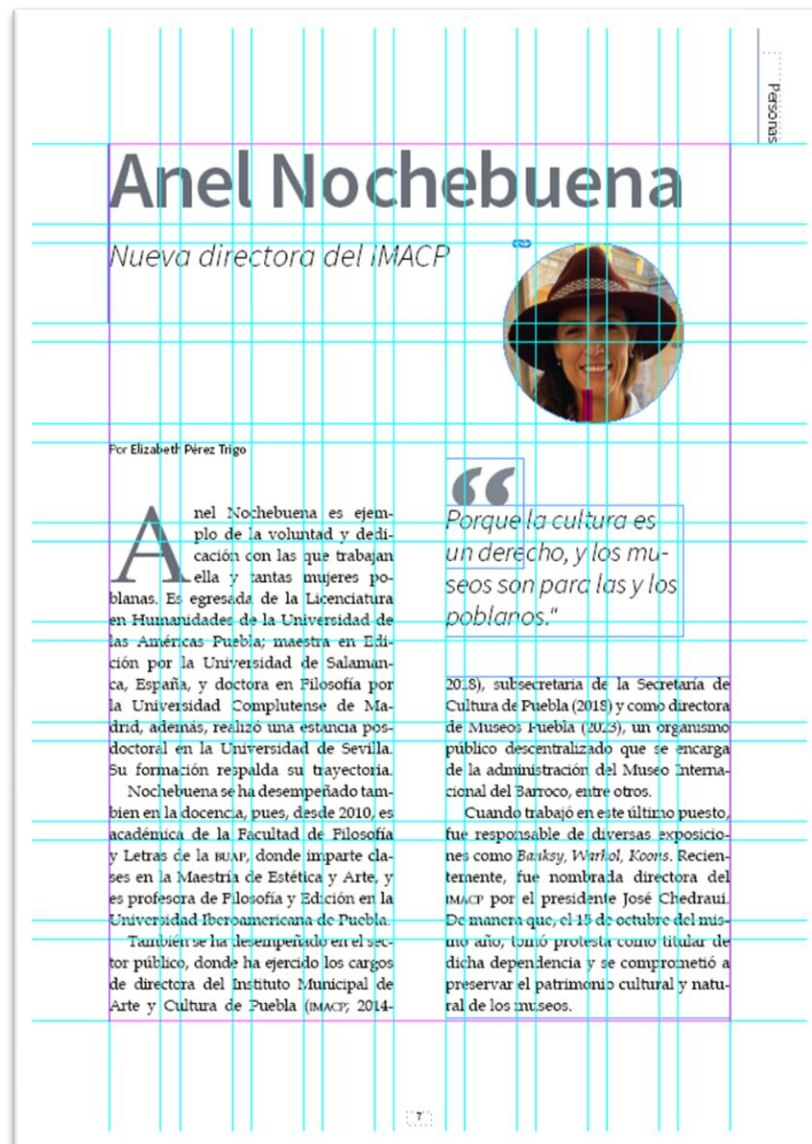 Personas
Anel Nochebuena
Nueva directora del IMACP
Por Elizabeth Pérez Trigo
Anel Nochebuena es ejem-
plo de la voluntad y dedi-
cación con las que trabajan
ella y tantas mujeres po-
blanas. Es egresada de la Licenciatura
en Humanidades de la Universidad de
las Américas Puebla; maestra en Edi-
ción por la Universidad de Salaman-
ca, España, y doctora en Filosofía por
la Universidad Complutense de Ma-
drid, además, realizó una estancia pos-
doctoral en la Universidad de Sevilla.
Su formación respalda su trayectoria.
Nochebuena se ha desempeñado tam-
bien en la docencia, pues, desde 2010, es
académica de la Facultad de Filosofía
y Letras de la BUAP, donde imparte cla-
ses en la Maestría de Estética y Arte, y
es profesora de Filosofía y Edición en la
Universidad Iberoamericana de Puebla.
También se ha desempeñado en el sec-
tor público, donde ha ejercido los cargos
de directora del Instituto Municipal de
Arte y Cultura de Puebla (IMACP, 2014-
“
Porque la cultura es
un derecho, y los mu-
seos son para las y los
poblanos."
2018), subsecretaria de la Secretaría de
Cultura de Puebla (2018) y como directora
de Museos Puebla (2023), un organismo
público descentralizado que se encarga
de la administración del Museo Interna-
cional del Barroco, entre otros.
Cuando trabajó en este último puesto,
fue responsable de diversas exposicio-
nes como Banksy, Warhol, Koons. Recien-
temente, fue nombrada directora del
IMACP por el presidente José Chedraui.
De manera que, el 15 de octubre del mis-
mo año, tomó protesta como titular de
dicha dependencia y se comprometió a
preservar el patrimonio cultural y natu-
ral de los museos.
7